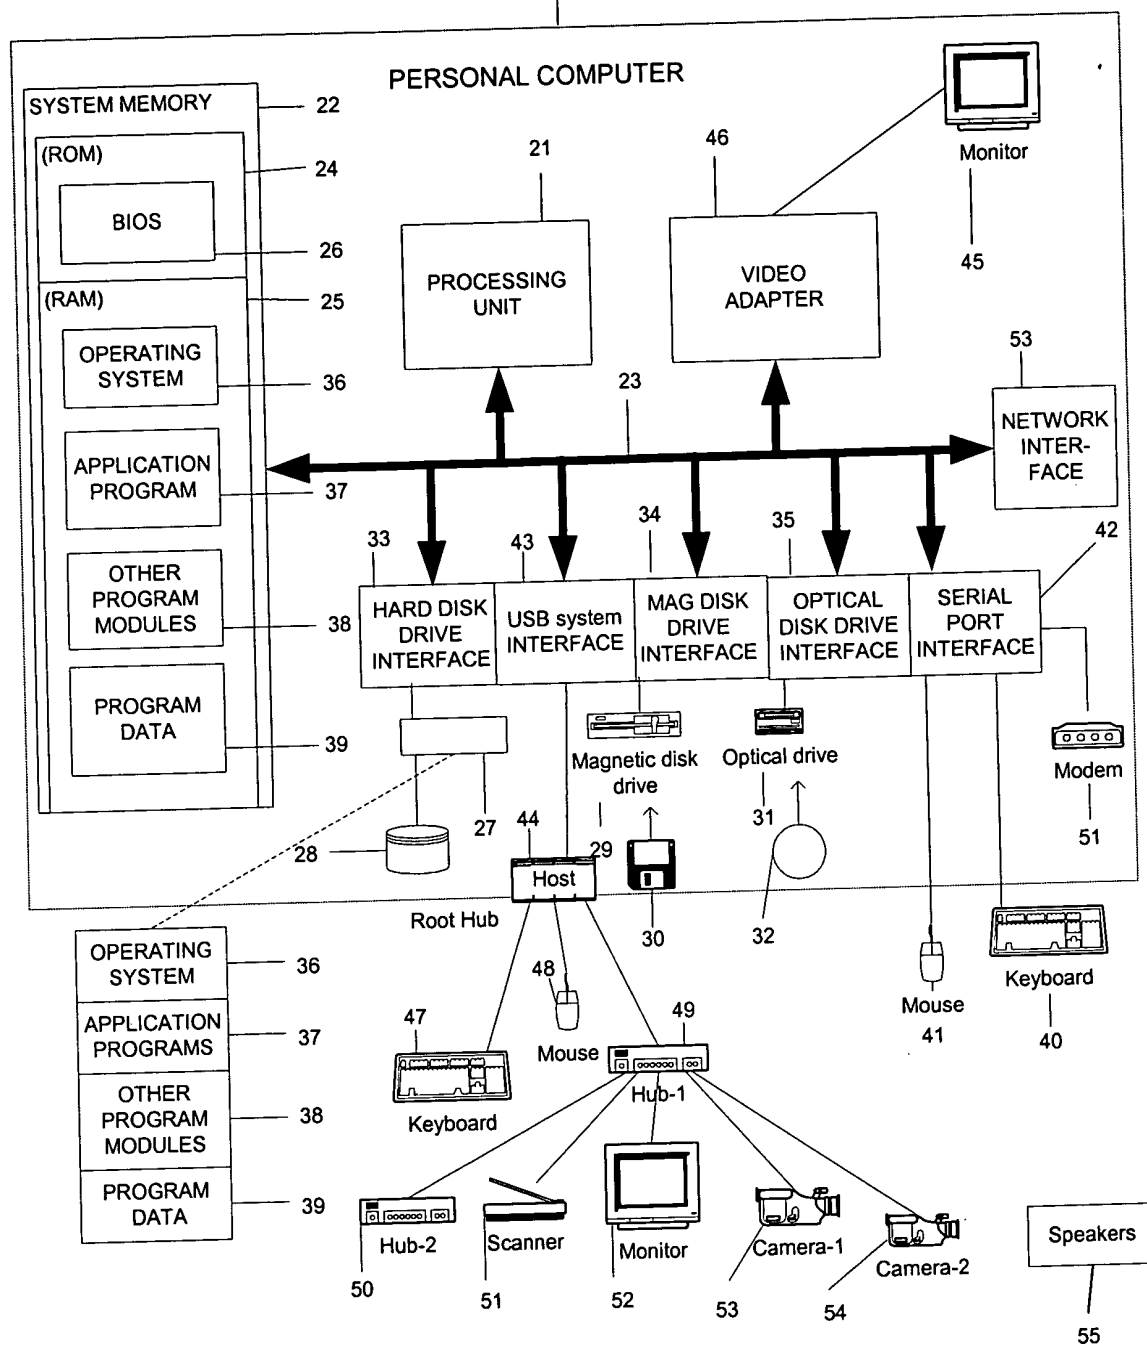 PERSONAL COMPUTER
SYSTEM MEMORY
22
(ROM)
24
BIOS
26
(RAM)
25
OPERATING
SYSTEM
36
APPLICATION
PROGRAM
37
OTHER
PROGRAM
MODULES
38
PROGRAM
DATA
39
21
PROCESSING
UNIT
46
VIDEO
ADAPTER
Monitor
45
23
53
NETWORK
INTER-
FACE
33
HARD DISK
DRIVE
INTERFACE
43
USB system
INTERFACE
34
MAG DISK
DRIVE
INTERFACE
35
OPTICAL
DISK DRIVE
INTERFACE
42
SERIAL
PORT
INTERFACE
27
28
Magnetic disk
drive
29
30
Optical drive
31
32
Modem
51
44
Host
Root Hub
Mouse
41
Keyboard
40
OPERATING
SYSTEM
36
APPLICATION
PROGRAMS
37
OTHER
PROGRAM
MODULES
38
PROGRAM
DATA
39
47
Keyboard
48
Mouse
49
Hub-1
Hub-2
50
Scanner
51
Monitor
52
Camera-1
53
Camera-2
54
Speakers
55